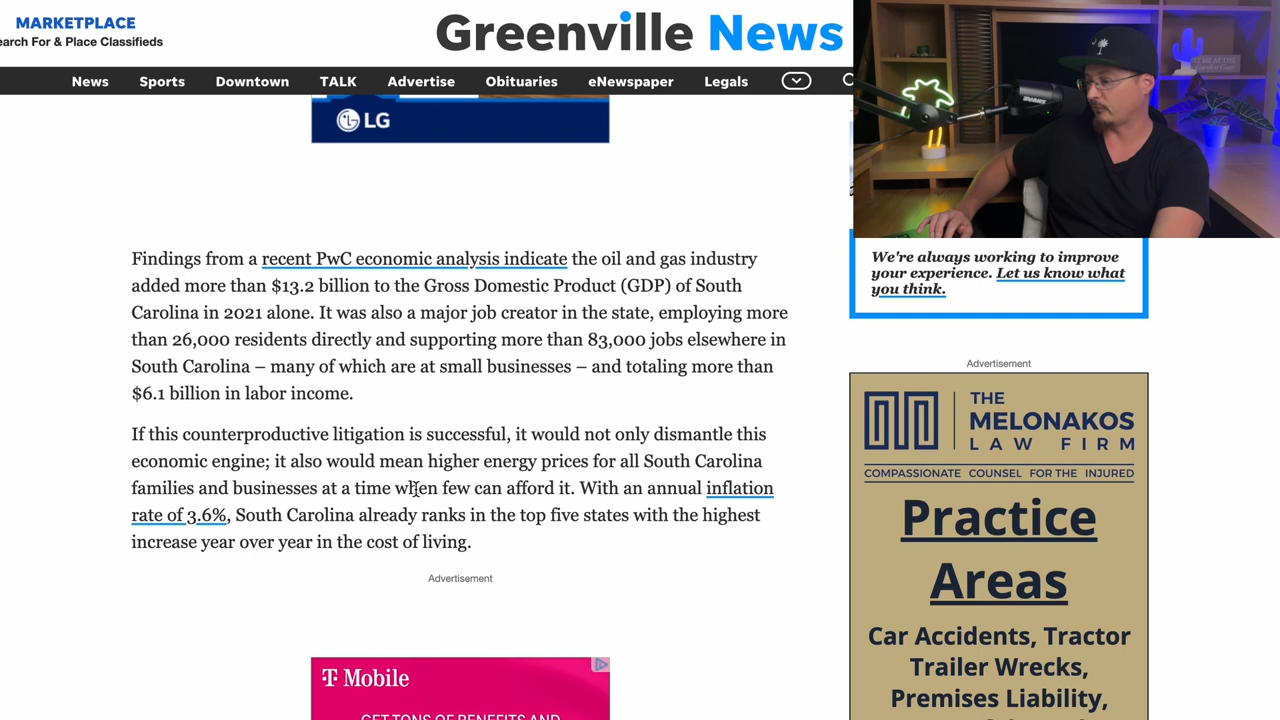 MARKETPLACE
earch For & Place Classifieds
Greenville News
News Sports Downtown TALK Advertise Obituaries eNewspaper Legals
LG
Findings from a recent PwC economic analysis indicate the oil and gas industry
added more than $13.2 billion to the Gross Domestic Product (GDP) of South
Carolina in 2021 alone. It was also a major job creator in the state, employing more
than 26,000 residents directly and supporting more than 83,000 jobs elsewhere in
South Carolina – many of which are at small businesses – and totaling more than
$6.1 billion in labor income.
If this counterproductive litigation is successful, it would not only dismantle this
economic engine; it also would mean higher energy prices for all South Carolina
families and businesses at a time when few can afford it. With an annual inflation
rate of 3.6%, South Carolina already ranks in the top five states with the highest
increase year over year in the cost of living.
Advertisement
T Mobile
GET TONS OF BENEFITS AND
We're always working to improve
your experience. Let us know what
you think.
Advertisement
THE
MELONAKOS
LAW FIRM
COMPASSIONATE COUNSEL FOR THE INJURED
Practice
Areas
Car Accidents, Tractor
Trailer Wrecks,
Premises Liability,